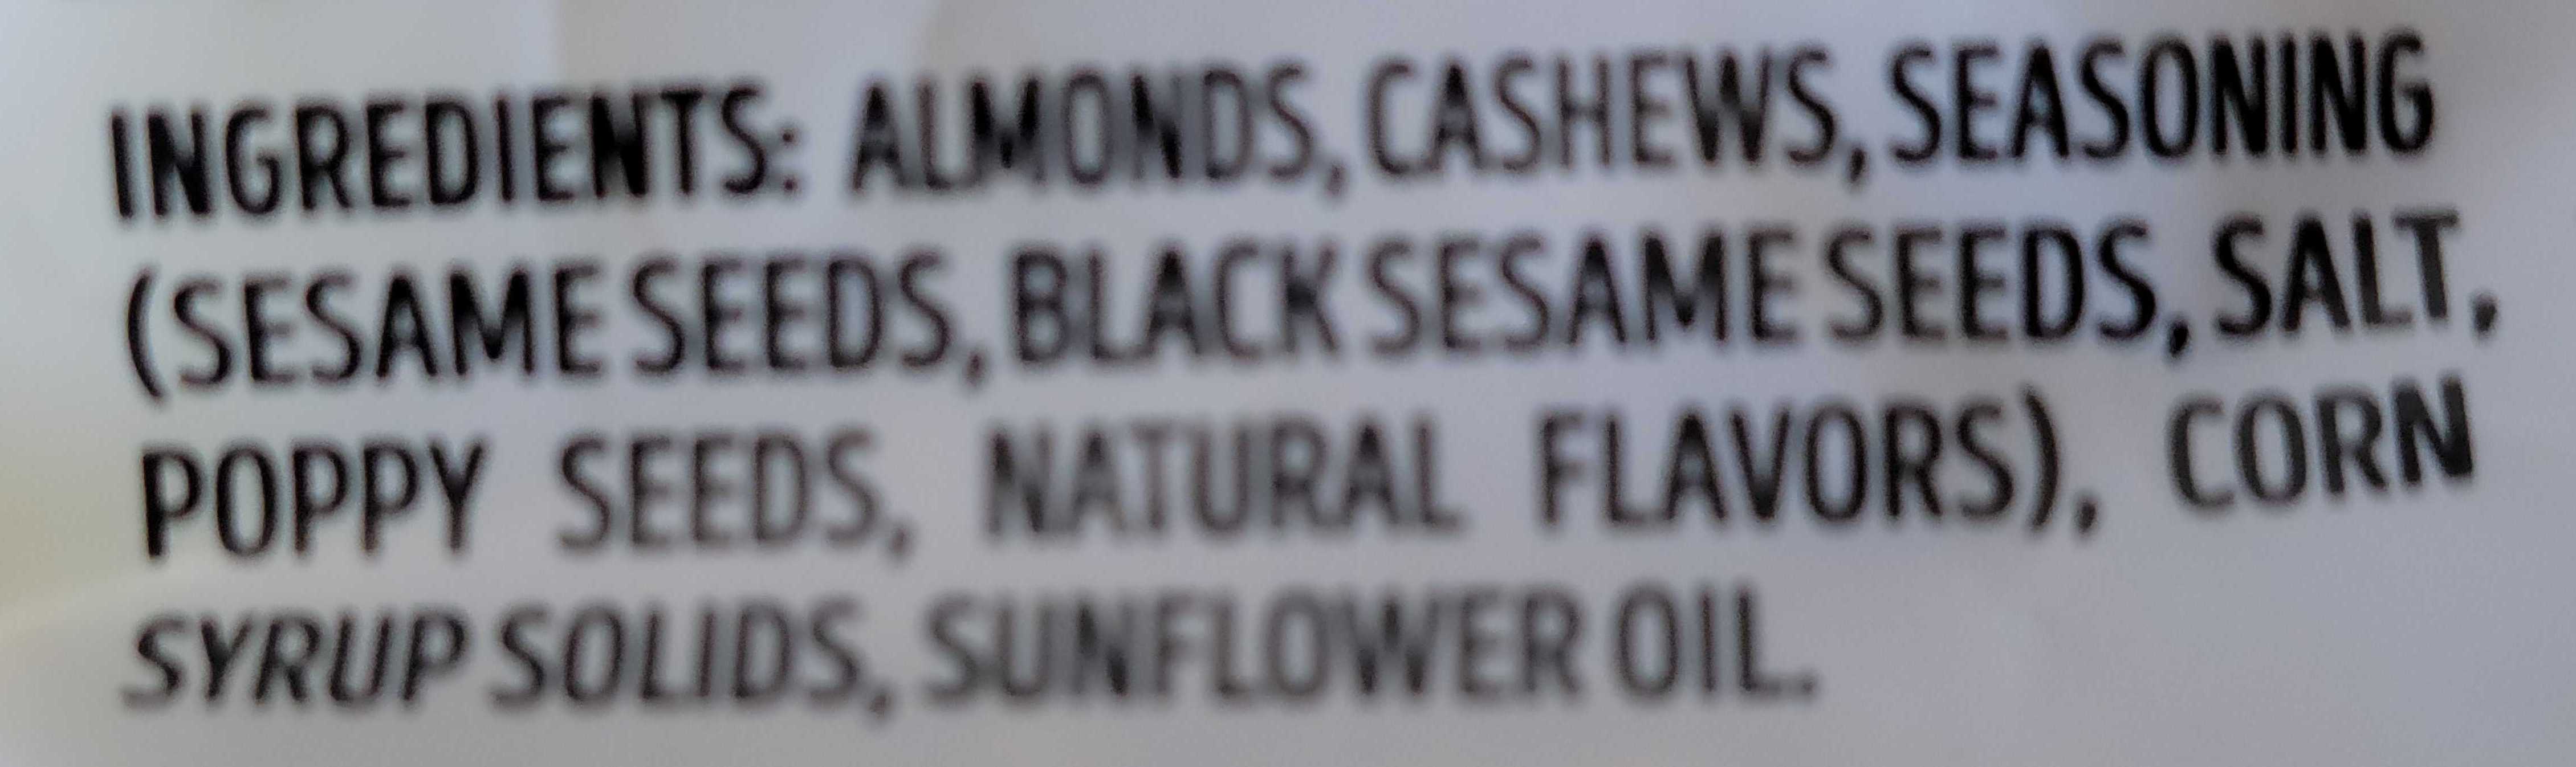 INGREDIENTS: ALMONDS, CASHEWS, SEASONING
(SESAME SEEDS, BLACK SESAME SEEDS, SALT,
POPPY SEEDS, NATURAL FLAVORS), CORN
SYRUP SOLIDS, SUNFLOWER OIL.